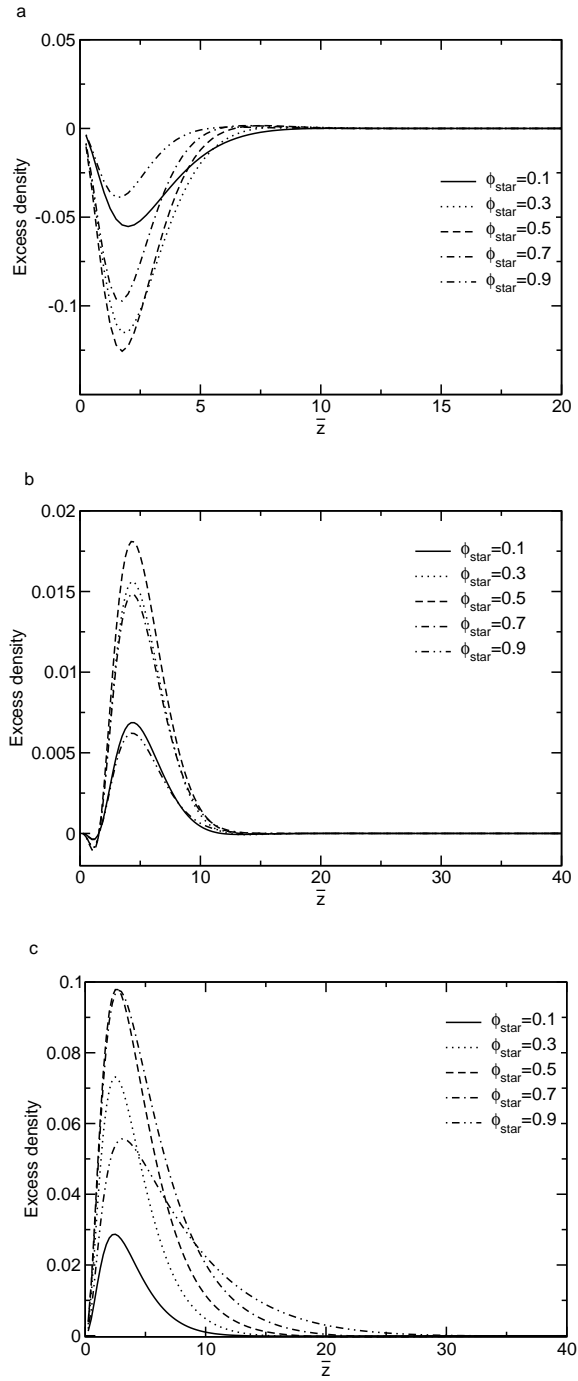 a
0.05
0
-0.05
-0.1
Excess density
ϕstar=0.1
ϕstar=0.3
ϕstar=0.5
ϕstar=0.7
ϕstar=0.9
0 5 10 15 20
z̅
b
0.02
0.015
0.01
0.005
0
Excess density
ϕstar=0.1
ϕstar=0.3
ϕstar=0.5
ϕstar=0.7
ϕstar=0.9
0 10 20 30 40
z̅
c
0.1
0.08
0.06
0.04
0.02
0
Excess density
ϕstar=0.1
ϕstar=0.3
ϕstar=0.5
ϕstar=0.7
ϕstar=0.9
0 10 20 30 40
z̅